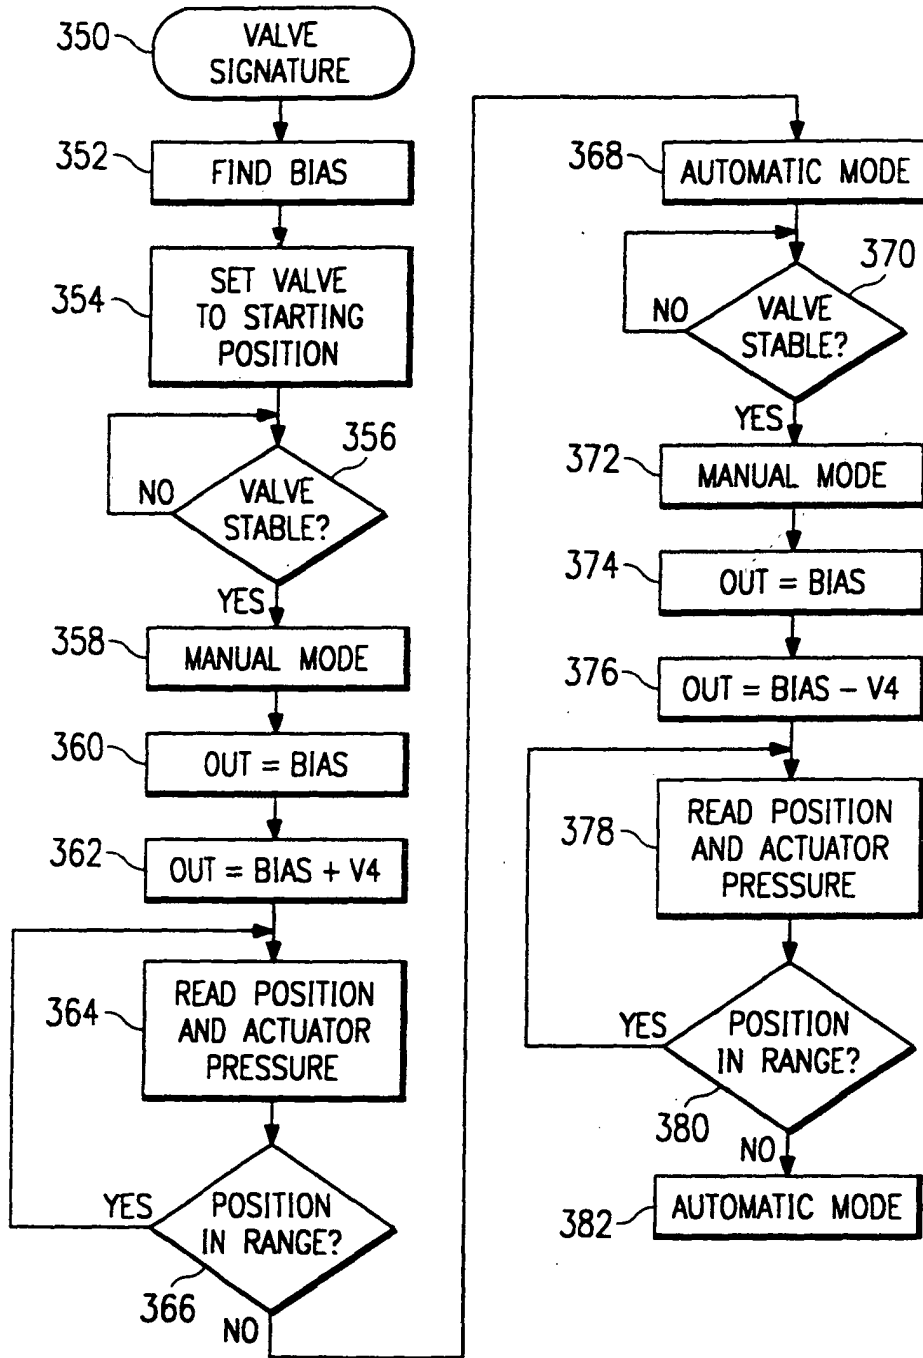 350
VALVE
SIGNATURE
352
FIND BIAS
354
SET VALVE
TO STARTING
POSITION
356
VALVE
STABLE?
NO
YES
358
MANUAL MODE
360
OUT = BIAS
362
OUT = BIAS + V4
364
READ POSITION
AND ACTUATOR
PRESSURE
366
POSITION
IN RANGE?
YES
NO
368
AUTOMATIC MODE
370
VALVE
STABLE?
NO
YES
372
MANUAL MODE
374
OUT = BIAS
376
OUT = BIAS - V4
378
READ POSITION
AND ACTUATOR
PRESSURE
380
POSITION
IN RANGE?
YES
NO
382
AUTOMATIC MODE